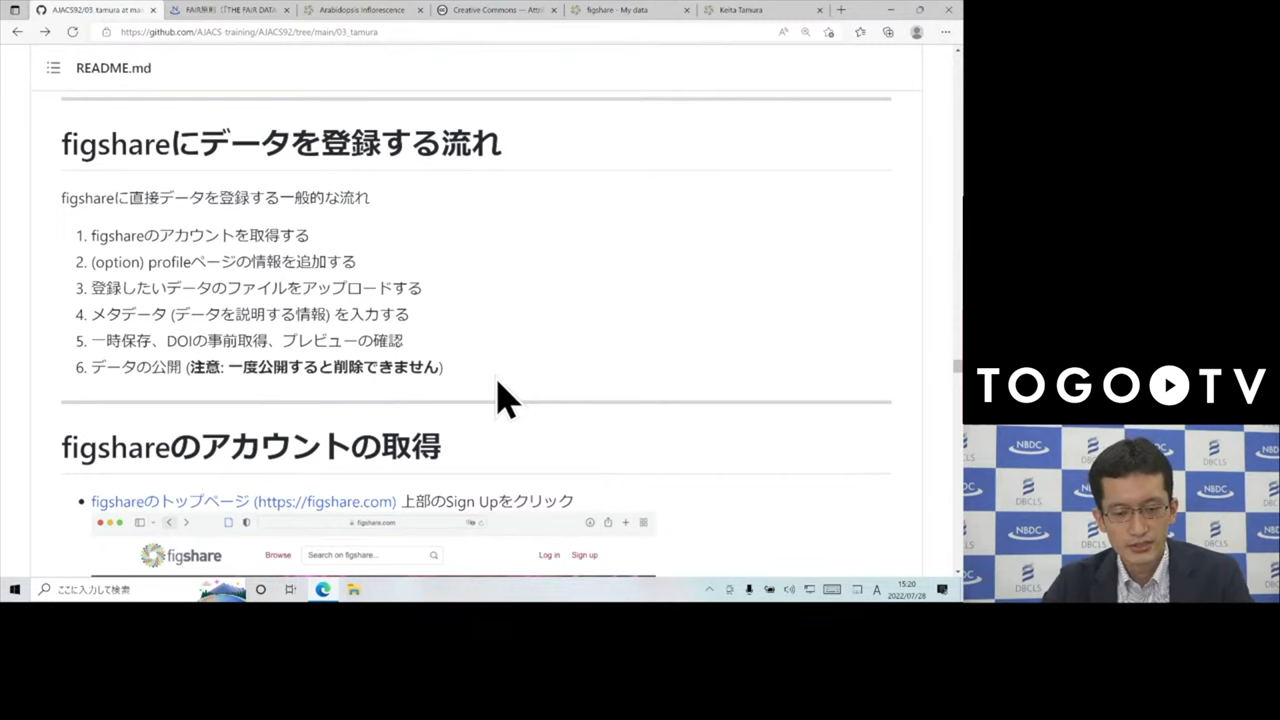 AJACS92/03_tamura at ma
FAIR原則（『THE FAIR DATA
Arabidopsis Inflorescence
Creative Commons — Attri
figshare - My data
Keita Tamura
https://github.com/AJACS-training/AJACS92/tree/main/03_tamura
README.md
figshareにデータを登録する流れ
figshareに直接データを登録する一般的な流れ
1. figshareのアカウントを取得する
2. (option) profileページの情報を追加する
3. 登録したいデータのファイルをアップロードする
4. メタデータ (データを説明する情報) を入力する
5. 一時保存、DOIの事前取得、プレビューの確認
6. データの公開 (注意: 一度公開すると削除できません)
figshareのアカウントの取得
figshareのトップページ (https://figshare.com) 上部のSign Upをクリック
figshare.com
figshare
Browse
Search on figshare...
Log in
Sign up
ここに入力して検索
A
15:20
2022/07/28
TOGO TV
NBDC
DBCLS
NBDC
DBCLS
NBDC
NBDC
DBCLS